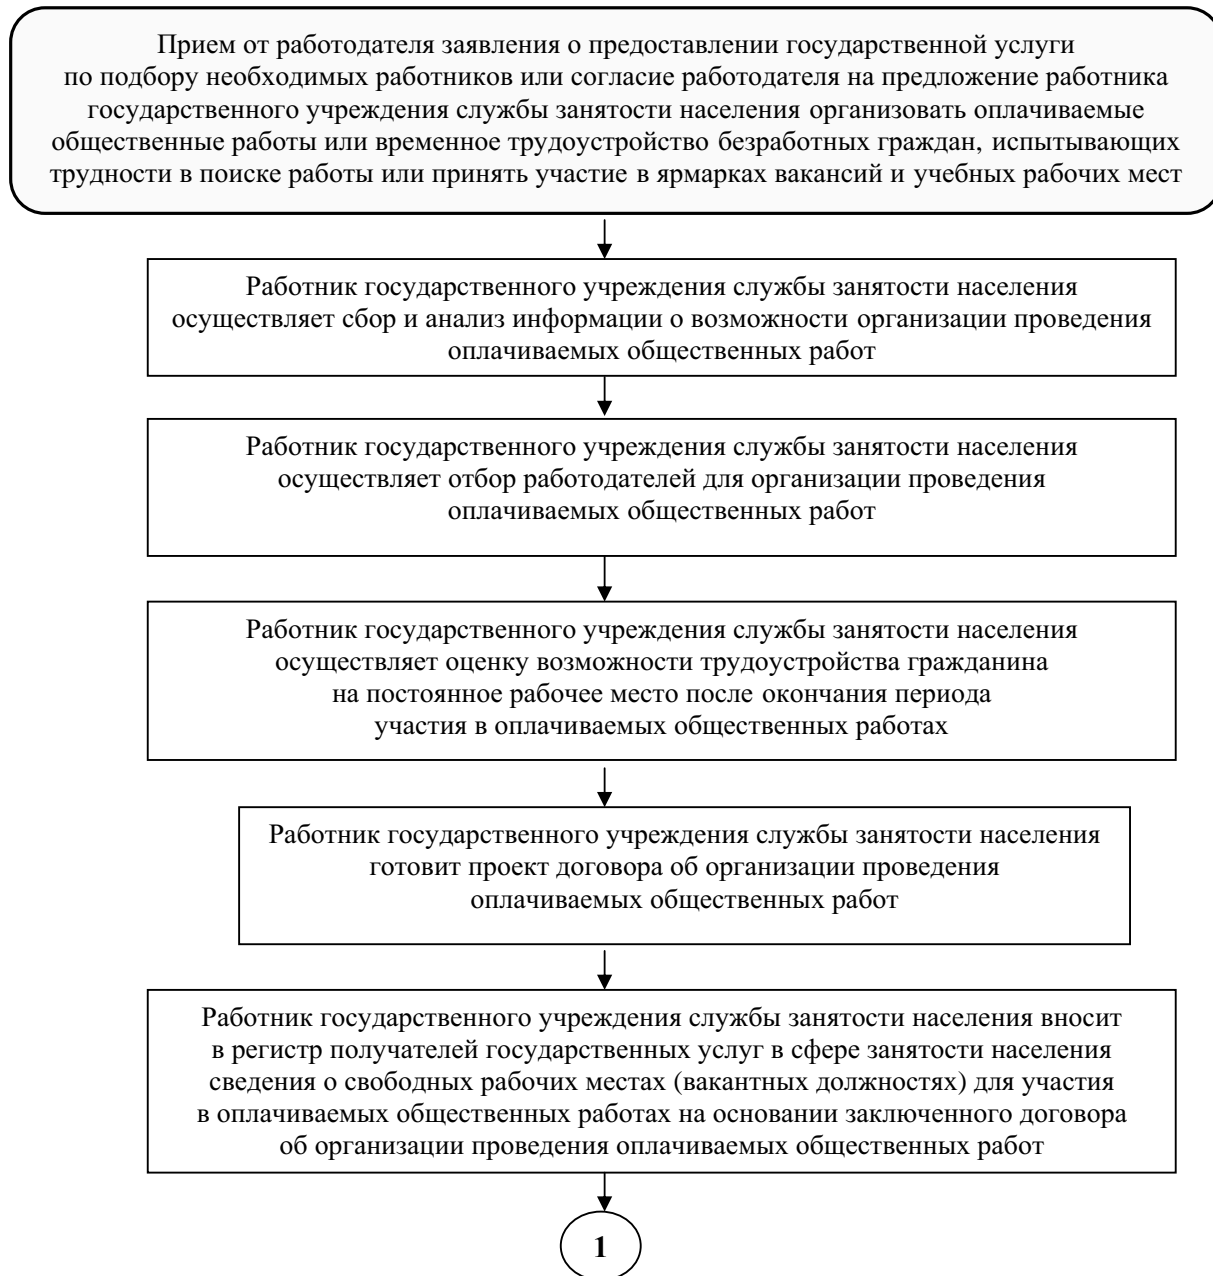 Прием от работодателя заявления о предоставлении государственной услуги
по подбору необходимых работников или согласие работодателя на предложение работника
государственного учреждения службы занятости населения организовать оплачиваемые
общественные работы или временное трудоустройство безработных граждан, испытывающих
трудности в поиске работы или принять участие в ярмарках вакансий и учебных рабочих мест
Работник государственного учреждения службы занятости населения
осуществляет сбор и анализ информации о возможности организации проведения
оплачиваемых общественных работ
Работник государственного учреждения службы занятости населения
осуществляет отбор работодателей для организации проведения
оплачиваемых общественных работ
Работник государственного учреждения службы занятости населения
осуществляет оценку возможности трудоустройства гражданина
на постоянное рабочее место после окончания периода
участия в оплачиваемых общественных работах
Работник государственного учреждения службы занятости населения
готовит проект договора об организации проведения
оплачиваемых общественных работ
Работник государственного учреждения службы занятости населения вносит
в регистр получателей государственных услуг в сфере занятости населения
сведения о свободных рабочих местах (вакантных должностях) для участия
в оплачиваемых общественных работах на основании заключенного договора
об организации проведения оплачиваемых общественных работ
1